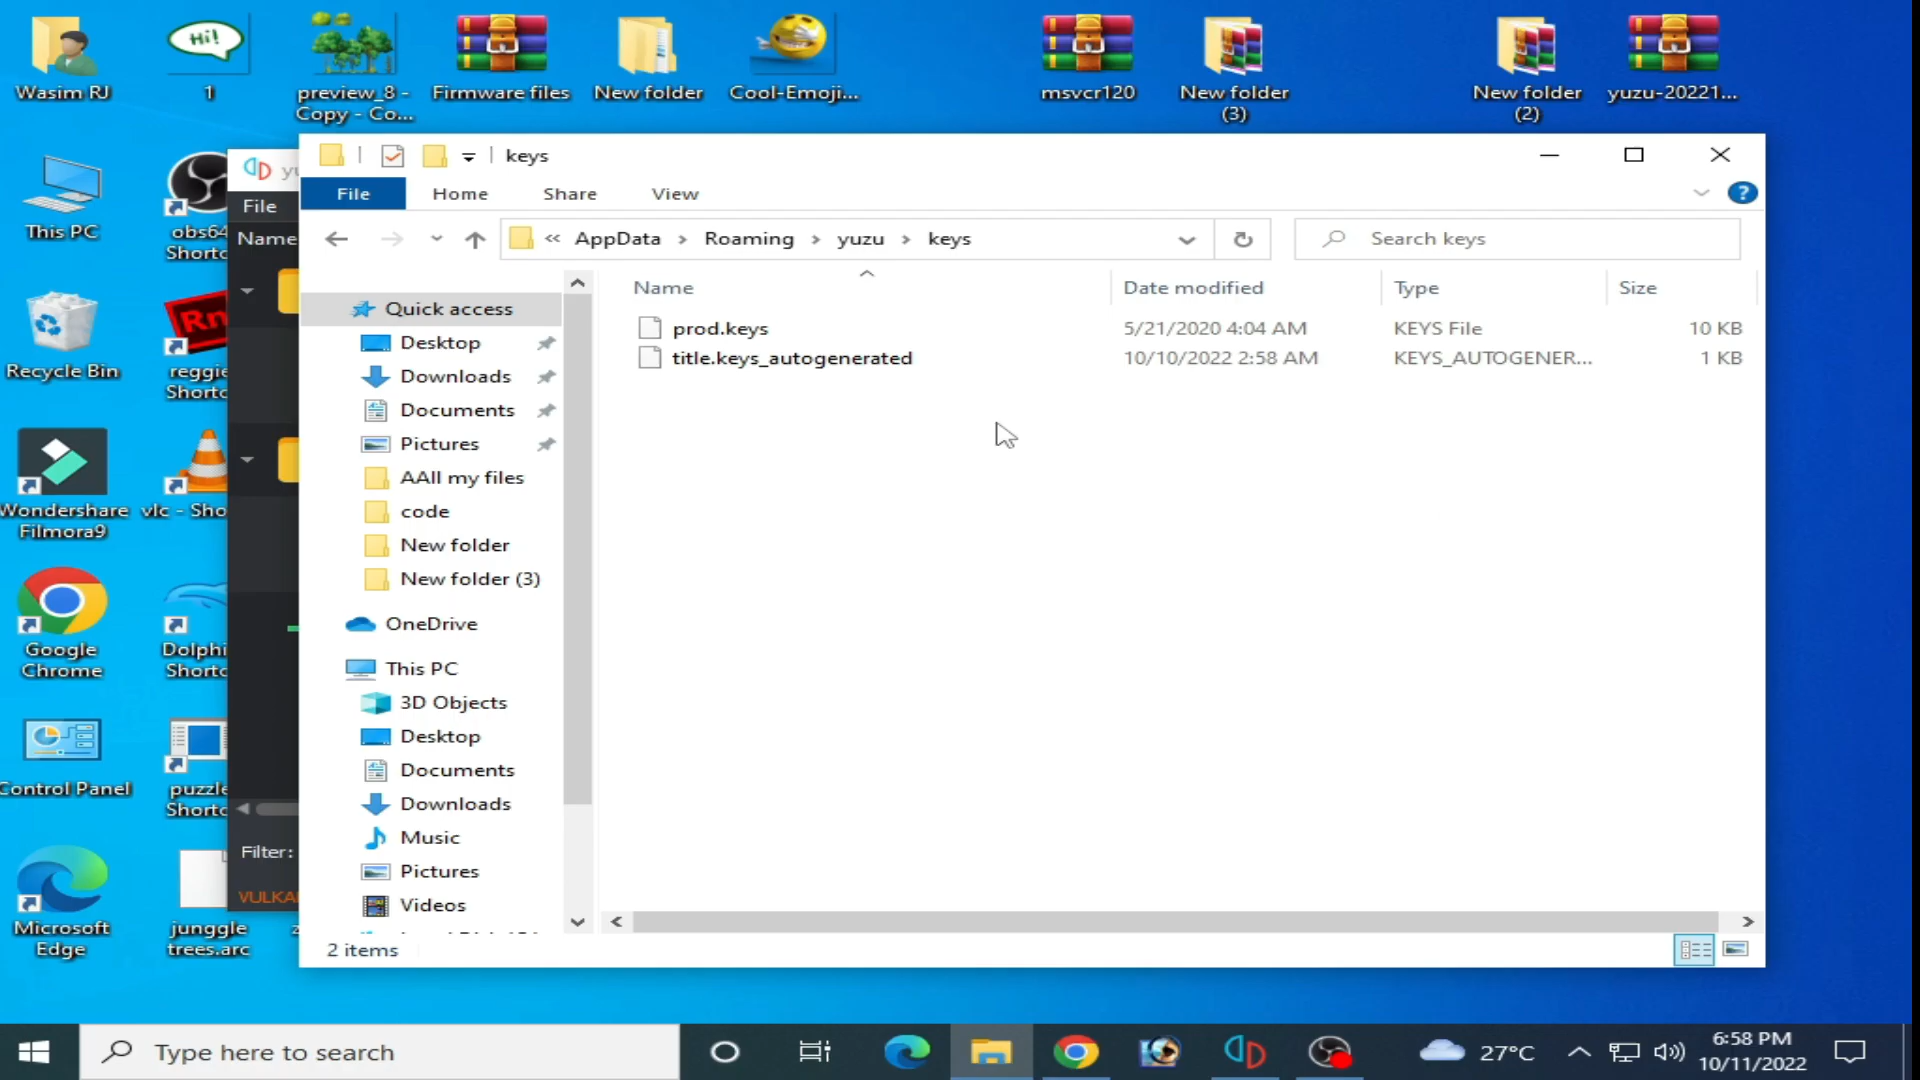 Wasim RJ
1
preview_8 -
Copy - Co...
Firmware files
New folder
Cool-Emoji...
msvcr120
New folder
(3)
New folder
(2)
yuzu-20221...
Hi!
This PC
obs64
Shortc
Recycle Bin
Rn
reggie
Shortc
Wondershare
Filmora9
vlc - Sho
Google
Chrome
Dolphi
Shortc
Control Panel
puzzle
Shortc
Microsoft
Edge
junggle
trees.arc
yu
File
Name
Filter:
VULKA
keys
File
Home
Share
View
AppData
Roaming
yuzu
keys
Search keys
Name
Date modified
Type
Size
prod.keys
5/21/2020 4:04 AM
KEYS File
10 KB
title.keys_autogenerated
10/10/2022 2:58 AM
KEYS_AUTOGENER...
1 KB
Quick access
Desktop
Downloads
Documents
Pictures
AAll my files
code
New folder
New folder (3)
OneDrive
This PC
3D Objects
Desktop
Documents
Downloads
Music
Pictures
Videos
2 items
Type here to search
27°C
6:58 PM
10/11/2022